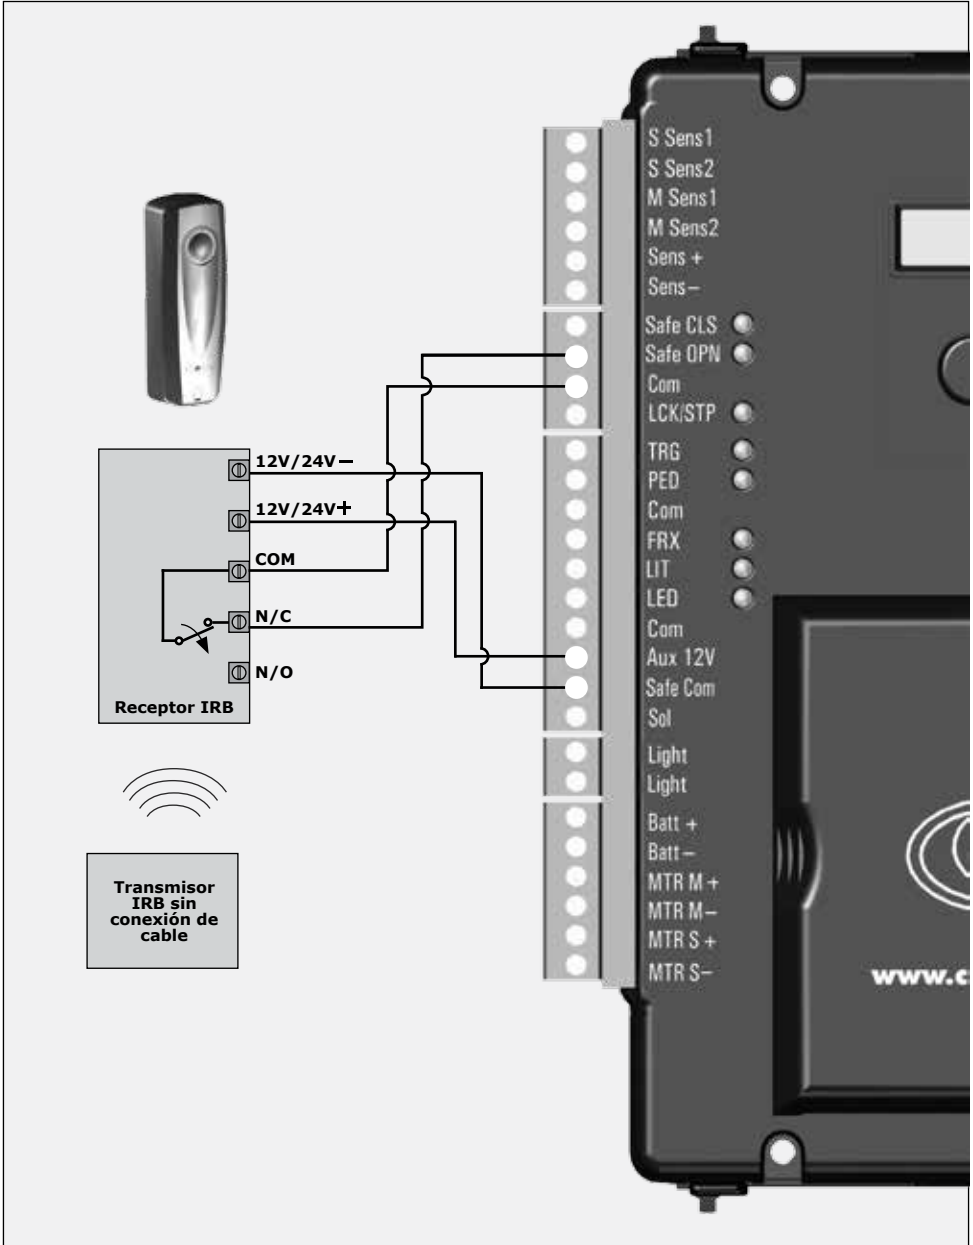 S Sens1
S Sens2
M Sens1
M Sens2
Sens +
Sens–
Safe CLS
Safe OPN
Com
LCK/STP
TRG
PED
Com
FRX
LIT
LED
Com
Aux 12V
Safe Com
Sol
Light
Light
Batt +
Batt–
MTR M +
MTR M–
MTR S +
MTR S–
12V/24V–
12V/24V+
COM
N/C
N/O
Receptor IRB
Transmisor
IRB sin
conexión de
cable
www.c